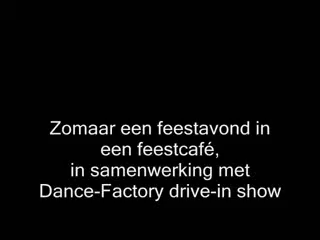 Zomaar een feestavond in
een feestcafé,
in samenwerking met
Dance-Factory drive-in show